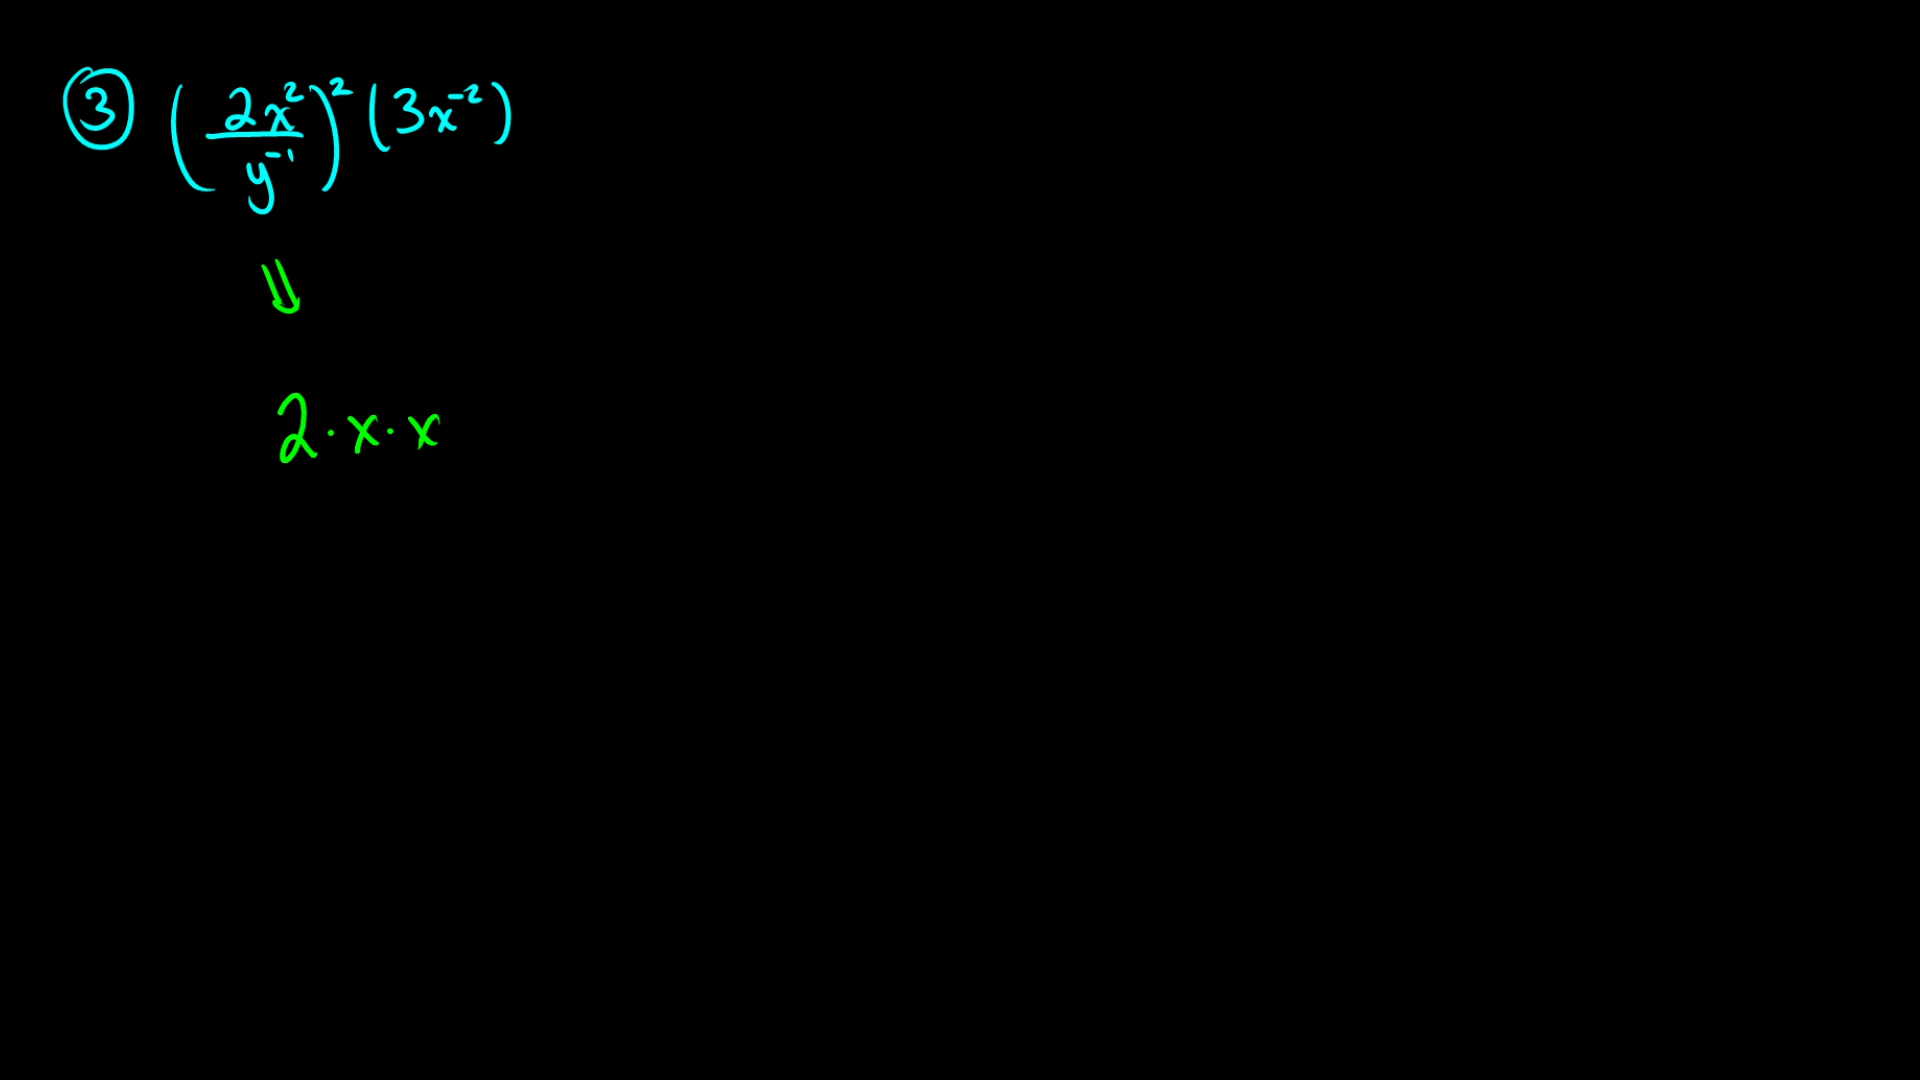 ③ (2x²/y⁻¹)² (3x⁻²)
⇓
2·x·x